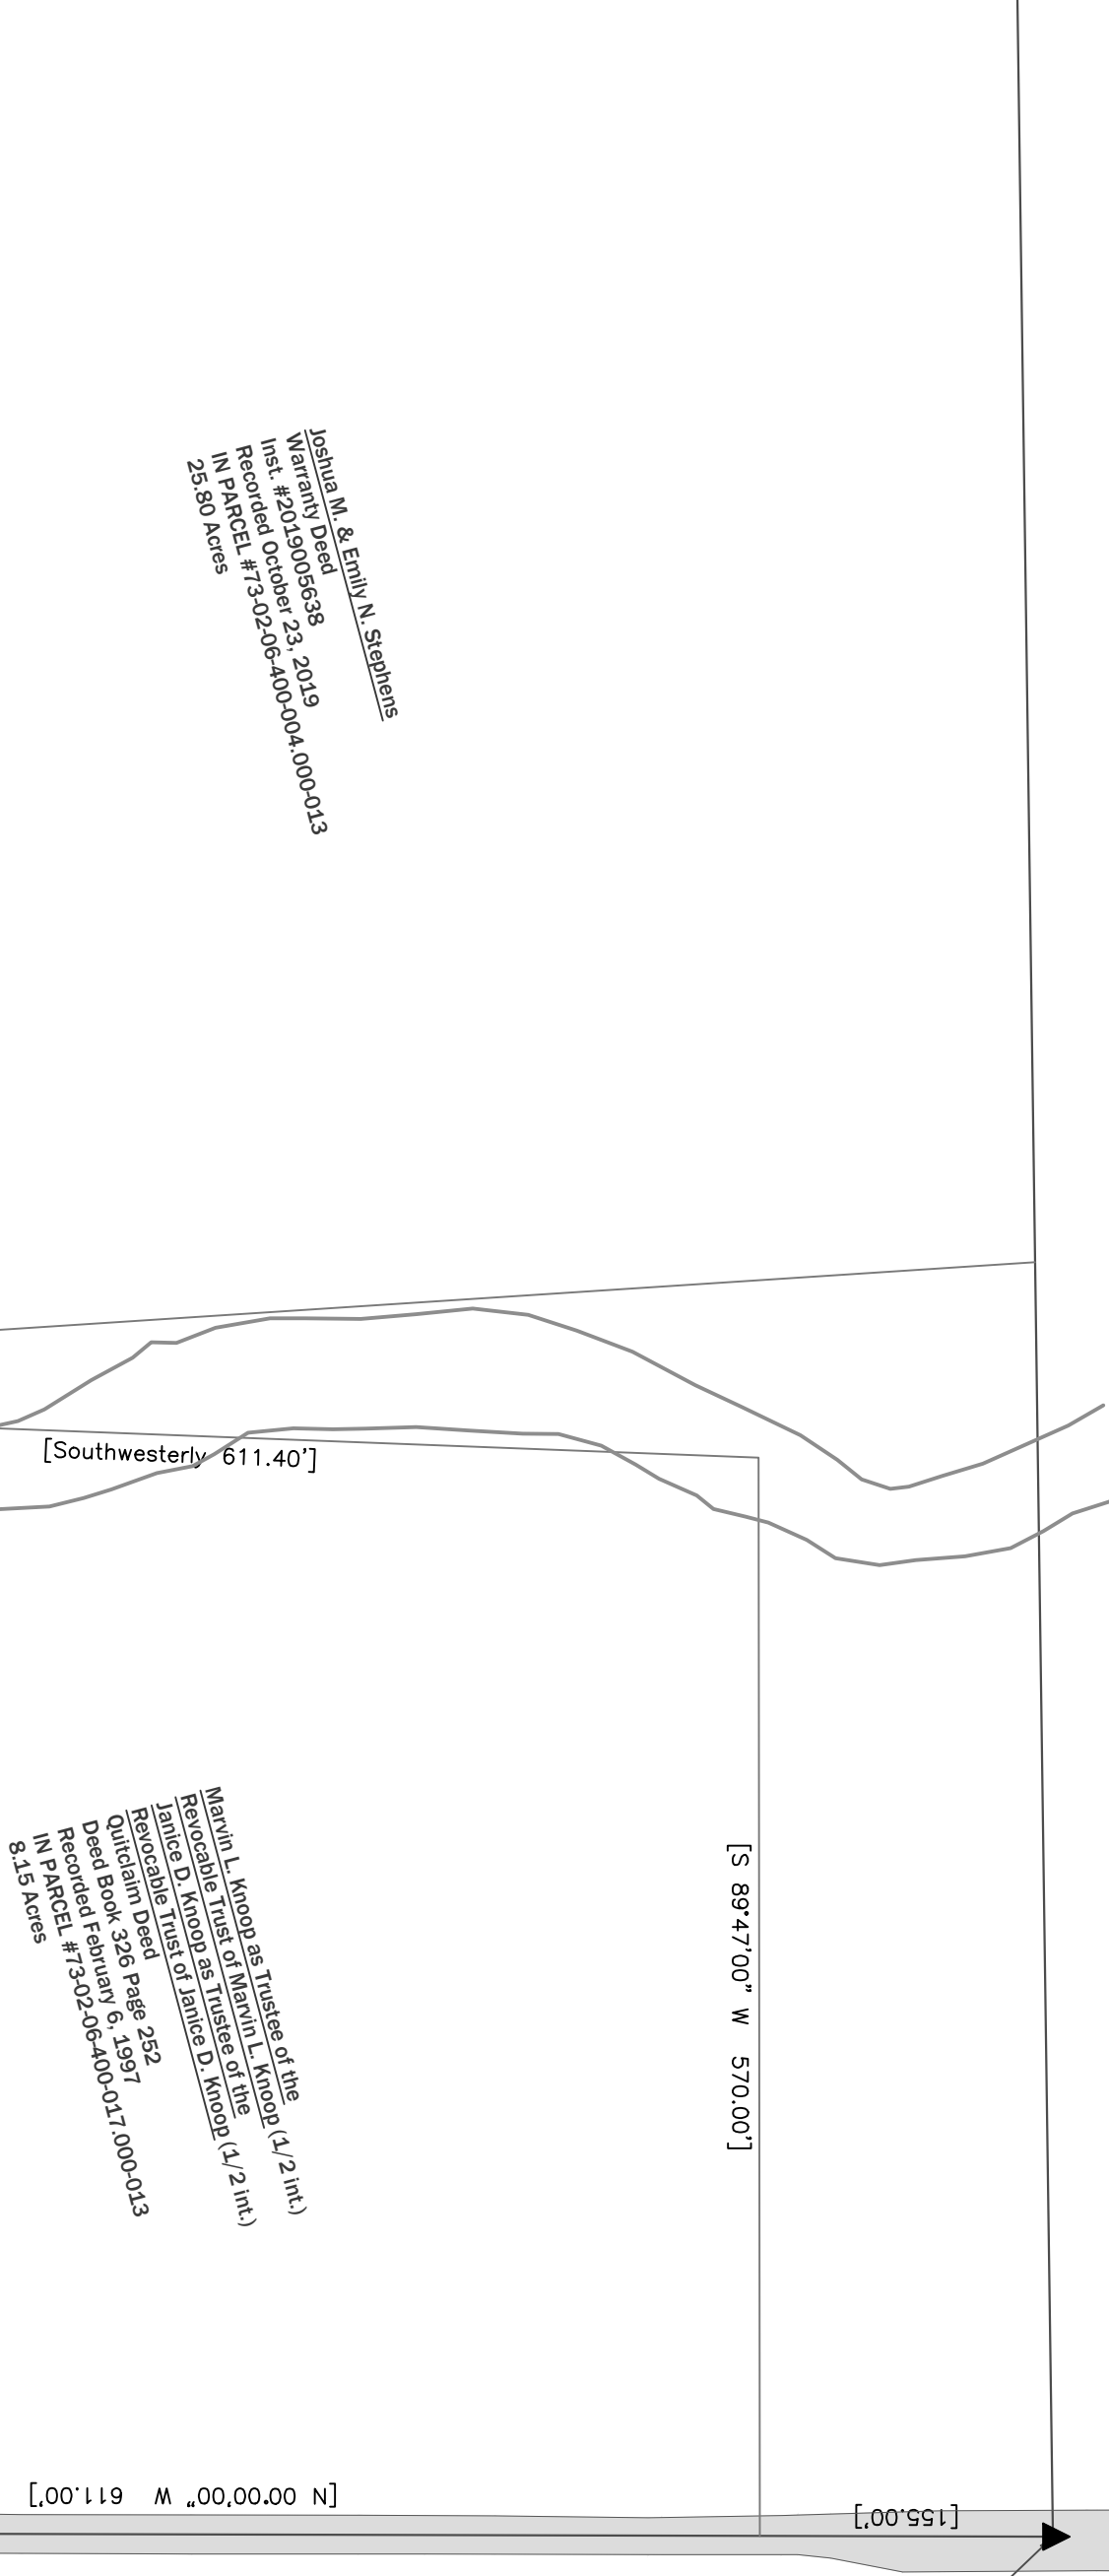 Joshua M. & Emily N. Stephens
Warranty Deed
Inst. #2019005638
Recorded October 23, 2019
IN PARCEL #73-02-06-400-004.000-013
25.80 Acres
[Southwesterly 611.40']
Marvin L. Knoop as Trustee of the
Revocable Trust of Marvin L. Knoop (1/2 int.)
Janice D. Knoop as Trustee of the
Revocable Trust of Janice D. Knoop (1/2 int.)
Quitclaim Deed
Deed Book 326 Page 252
Recorded February 6, 1997
IN PARCEL #73-02-06-400-017.000-013
8.15 Acres
[S 89°47'00" W 570.00']
[N 00°00'00" W 611.00']
[155.00']